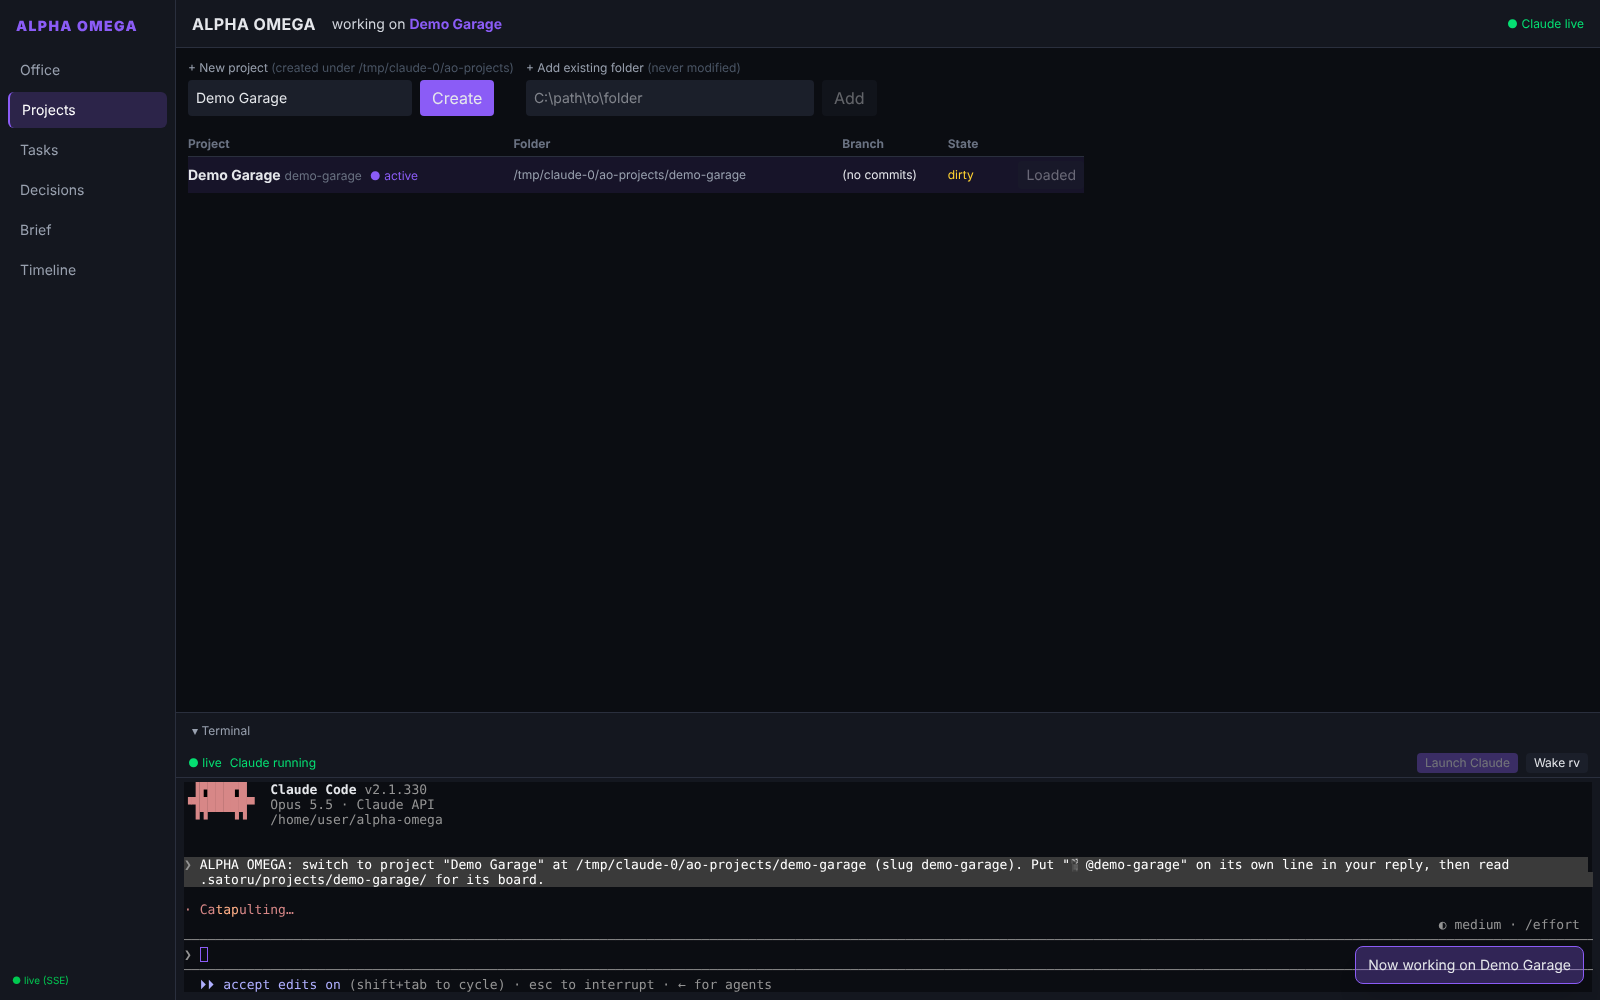 ALPHA OMEGA
Office
Projects
Tasks
Decisions
Brief
Timeline
live (SSE)
ALPHA OMEGA working on Demo Garage
Claude live
+ New project (created under /tmp/claude-0/ao-projects)
+ Add existing folder (never modified)
Demo Garage
Create
C:\path\to\folder
Add
Project Folder Branch State
Demo Garage demo-garage active /tmp/claude-0/ao-projects/demo-garage (no commits) dirty Loaded
▾ Terminal
live Claude running
Launch Claude
Wake rv
Claude Code v2.1.330
Opus 5.5 · Claude API
/home/user/alpha-omega
❯ ALPHA OMEGA: switch to project "Demo Garage" at /tmp/claude-0/ao-projects/demo-garage (slug demo-garage). Put " @demo-garage" on its own line in your reply, then read
.satoru/projects/demo-garage/ for its board.
· Catapulting…
◐ medium · /effort
❯
Now working on Demo Garage
⏵⏵ accept edits on (shift+tab to cycle) · esc to interrupt · ← for agents